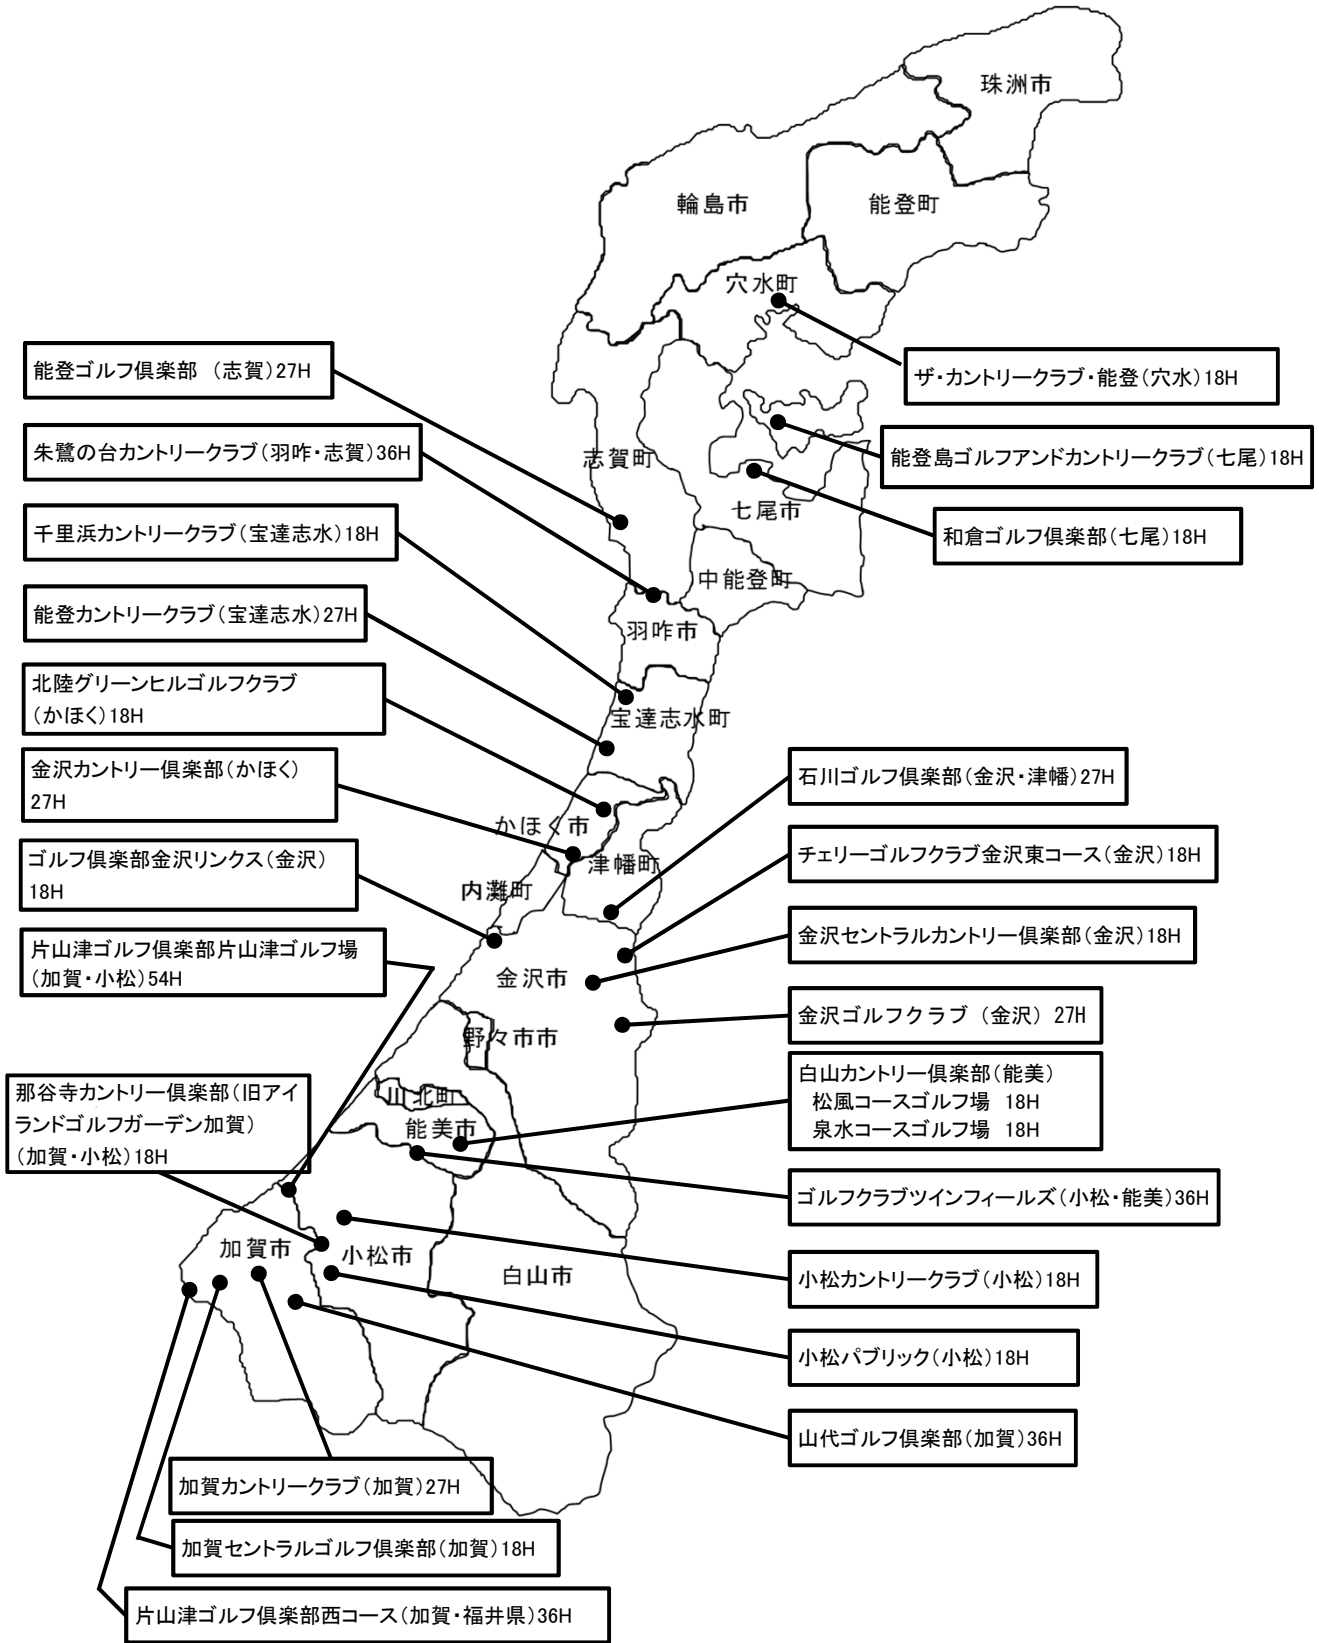 珠洲市
輪島市
能登町
穴水町
能登ゴルフ倶楽部 (志賀)27H
ザ・カントリークラブ・能登(穴水)18H
朱鷺の台カントリークラブ(羽咋・志賀)36H
志賀町
能登島ゴルフアンドカントリークラブ(七尾)18H
七尾市
千里浜カントリークラブ(宝達志水)18H
和倉ゴルフ倶楽部(七尾)18H
中能登町
能登カントリークラブ(宝達志水)27H
羽咋市
北陸グリーンヒルゴルフクラブ
(かほく)18H
宝達志水町
金沢カントリー倶楽部(かほく)
27H
石川ゴルフ倶楽部(金沢・津幡)27H
かほく市
ゴルフ倶楽部金沢リンクス(金沢)
18H
津幡町
チェリーゴルフクラブ金沢東コース(金沢)18H
内灘町
片山津ゴルフ倶楽部片山津ゴルフ場
(加賀・小松)54H
金沢セントラルカントリー倶楽部(金沢)18H
金沢市
金沢ゴルフクラブ (金沢) 27H
野々市市
那谷寺カントリー倶楽部(旧アイ
ランドゴルフガーデン加賀)
(加賀・小松)18H
川北町
白山カントリー倶楽部(能美)
松風コースゴルフ場 18H
泉水コースゴルフ場 18H
能美市
ゴルフクラブツインフィールズ(小松・能美)36H
加賀市
小松市
白山市
小松カントリークラブ(小松)18H
小松パブリック(小松)18H
山代ゴルフ倶楽部(加賀)36H
加賀カントリークラブ(加賀)27H
加賀セントラルゴルフ倶楽部(加賀)18H
片山津ゴルフ倶楽部西コース(加賀・福井県)36H